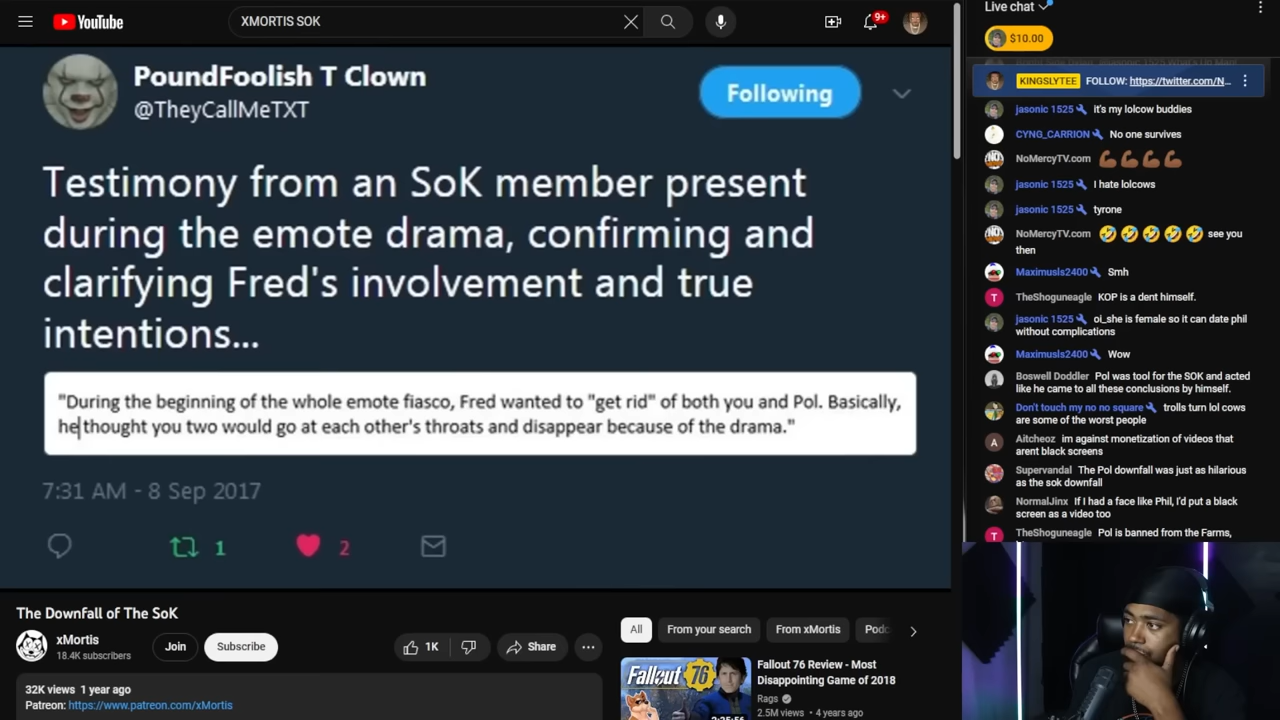 YouTube
XMORTIS SOK
9+
PoundFoolish T Clown
@TheyCallMeTXT
Following
Testimony from an SoK member present
during the emote drama, confirming and
clarifying Fred's involvement and true
intentions...
"During the beginning of the whole emote fiasco, Fred wanted to "get rid" of both you and Pol. Basically,
he thought you two would go at each other's throats and disappear because of the drama."
7:31 AM - 8 Sep 2017
1
2
The Downfall of The SoK
xMortis
18.4K subscribers
Join
Subscribe
1K
Share
32K views 1 year ago
Patreon: https://www.patreon.com/xMortis
All
From your search
From xMortis
Podc
Fallout 76
Fallout 76 Review - Most
Disappointing Game of 2018
Rags
2.5M views • 4 years ago
Live chat
$10.00
KINGSLYTEE FOLLOW: https://twitter.com/N...
jasonic 1525 it's my lolcow buddies
CYNG_CARRION No one survives
NoMercyTV.com 💪🏾💪🏾💪🏾💪🏾
jasonic 1525 I hate lolcows
jasonic 1525 tyrone
NoMercyTV.com 🤣🤣🤣🤣🤣 see you
then
Maximusls2400 Smh
TheShoguneagle KOP is a dent himself.
jasonic 1525 oi_she is female so it can date phil
without complications
Maximusls2400 Wow
Boswell Doddler Pol was tool for the SOK and acted
like he came to all these conclusions by himself.
Don't touch my no no square trolls turn lol cows
are some of the worst people
Aitcheoz im against monetization of videos that
arent black screens
Supervandal The Pol downfall was just as hilarious
as the sok downfall
NormalJinx If I had a face like Phil, I'd put a black
screen as a video too
TheShoguneagle Pol is banned from the Farms,